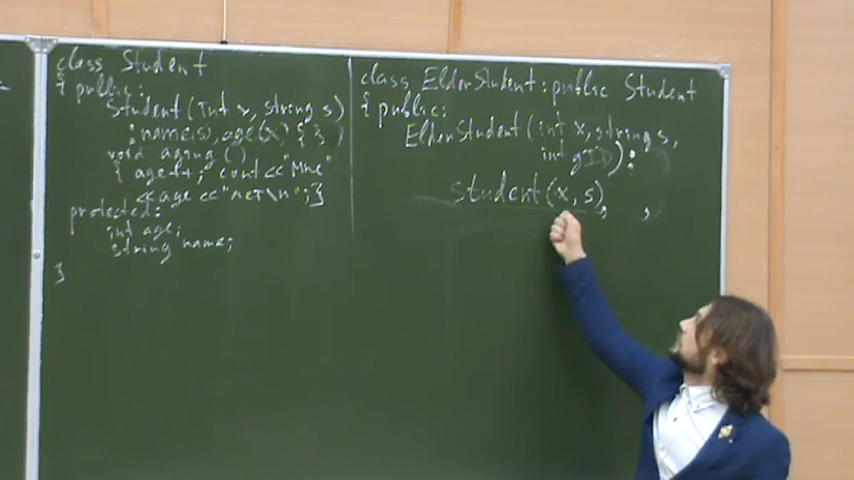 class Student
{ public:
Student(int x, string s)
: name(s), age(x) { }
void aging()
{ age++; cout<<"Мне"
<<age<<"лет\n";}
protected:
int age;
string name;
}
class ElderStudent: public Student
{ public:
ElderStudent(int x, string s,
int
Student(x, s),